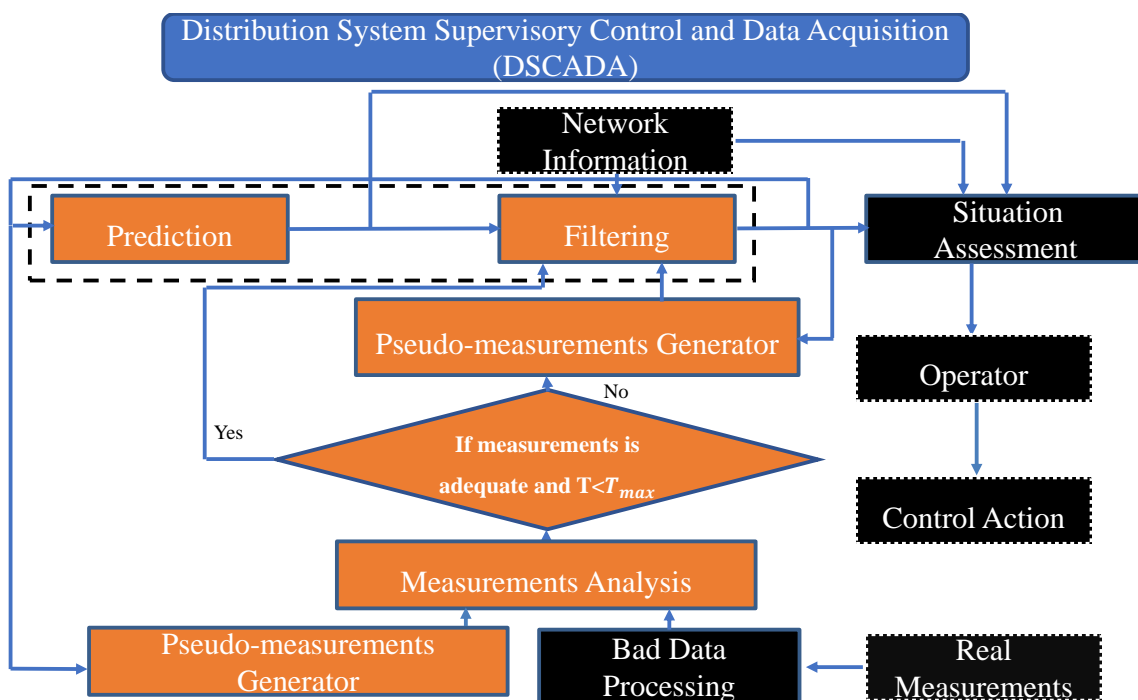 Distribution System Supervisory Control and Data Acquisition
(DSCADA)
Network
Information
Prediction
Filtering
Situation
Assessment
Pseudo-measurements Generator
Operator
No
Yes
If measurements is
adequate and T<T_max
Control Action
Measurements Analysis
Pseudo-measurements
Generator
Bad Data
Processing
Real
Measurements